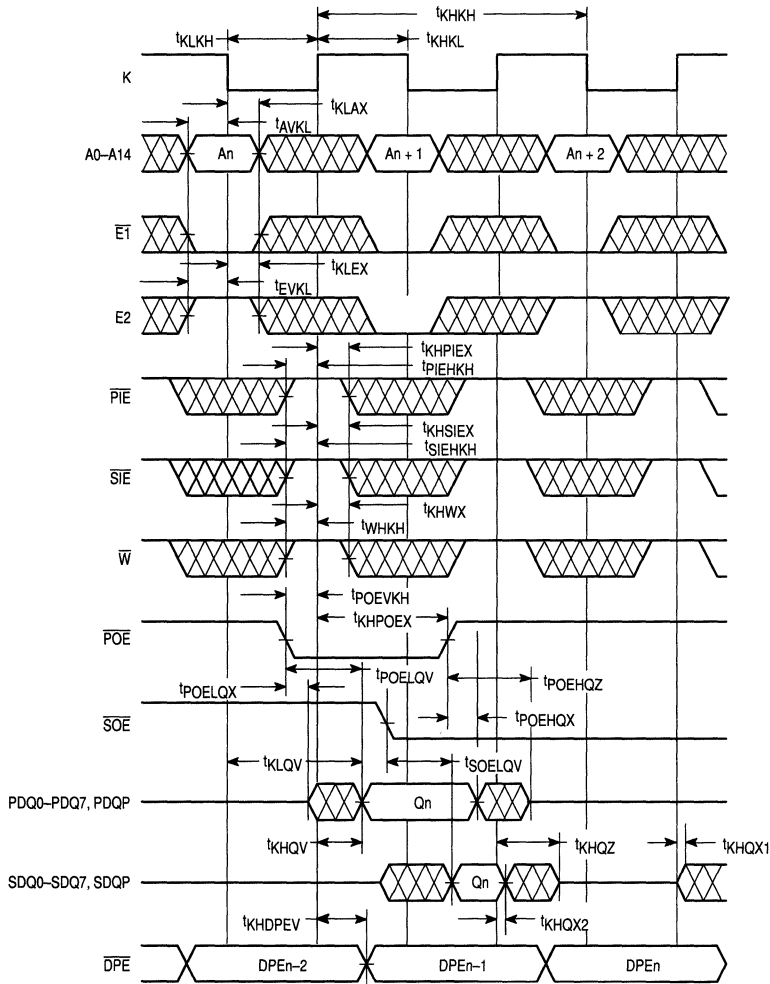 tKHKH
tKLKH
tKHKL
K
tKLAX
tAVKL
A0–A14
An
An + 1
An + 2
E1
tKLEX
tEVKL
E2
tKHPIEX
tPIEHKH
PIE
tKHSIEX
tSIEHKH
SIE
tKHWX
tWHKH
W
tPOEVKH
tKHPOEX
POE
tPOELQV
tPOELQX
tPOEHQZ
tPOEHQX
SOE
tKLQV
tSOELQV
PDQ0–PDQ7, PDQP
Qn
tKHQV
tKHQZ
tKHQX1
SDQ0–SDQ7, SDQP
Qn
tKHDPEV
tKHQX2
DPE
DPEn–2
DPEn–1
DPEn